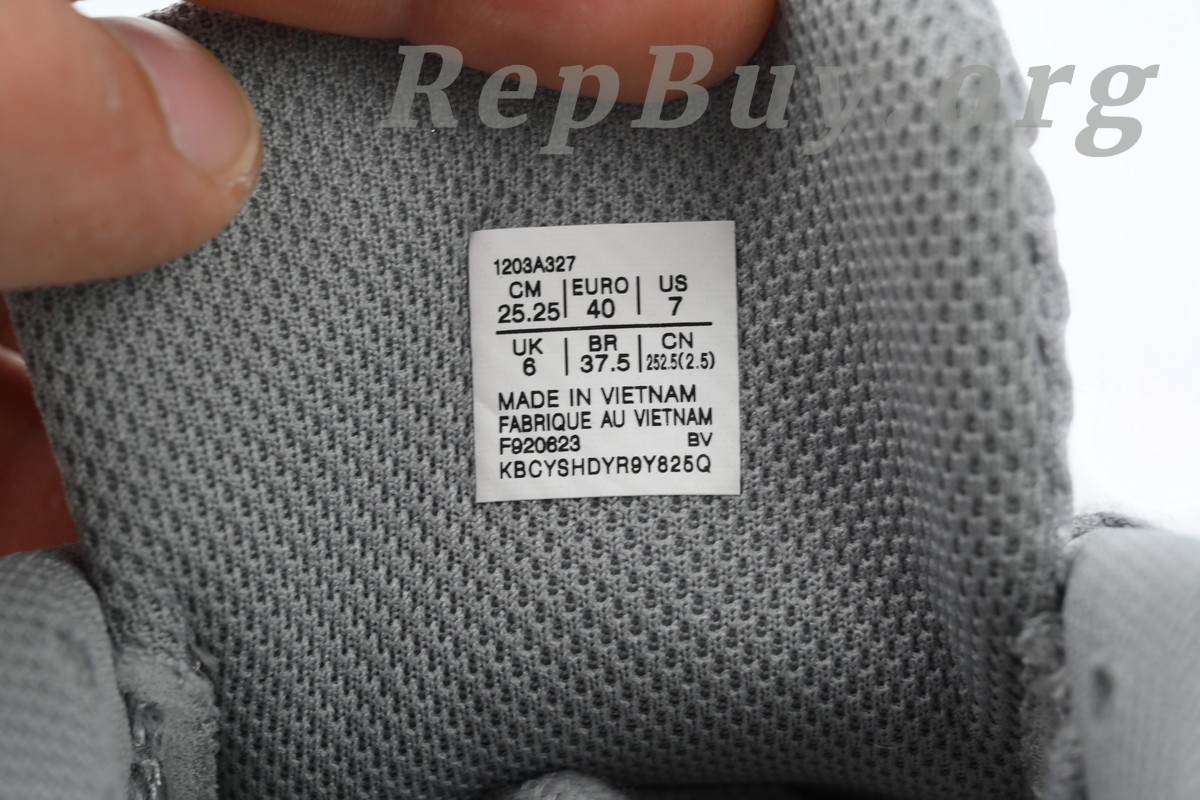 RepBuy.org
1203A327
CM | EURO | US
25.25 | 40 | 7
UK | BR | CN
6 | 37.5 | 252.5(2.5)
MADE IN VIETNAM
FABRIQUE AU VIETNAM
F920623 BV
KBCYSHDYR9Y825Q